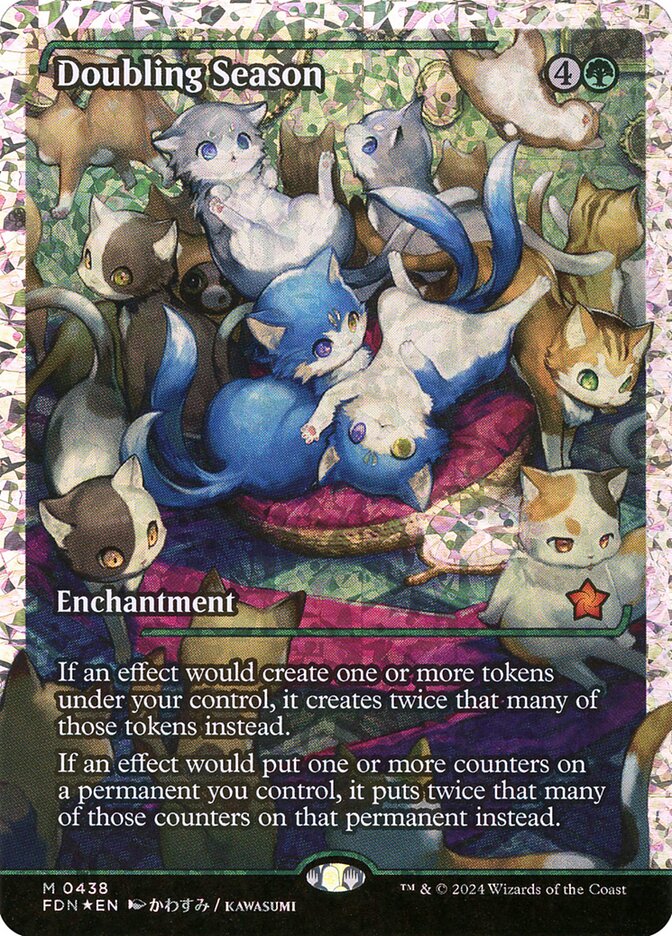 Doubling Season 4
Enchantment
If an effect would create one or more tokens
under your control, it creates twice that many of
those tokens instead.
If an effect would put one or more counters on
a permanent you control, it puts twice that many
of those counters on that permanent instead.
M 0438
FDN★EN かわすみ / KAWASUMI
™ & © 2024 Wizards of the Coast